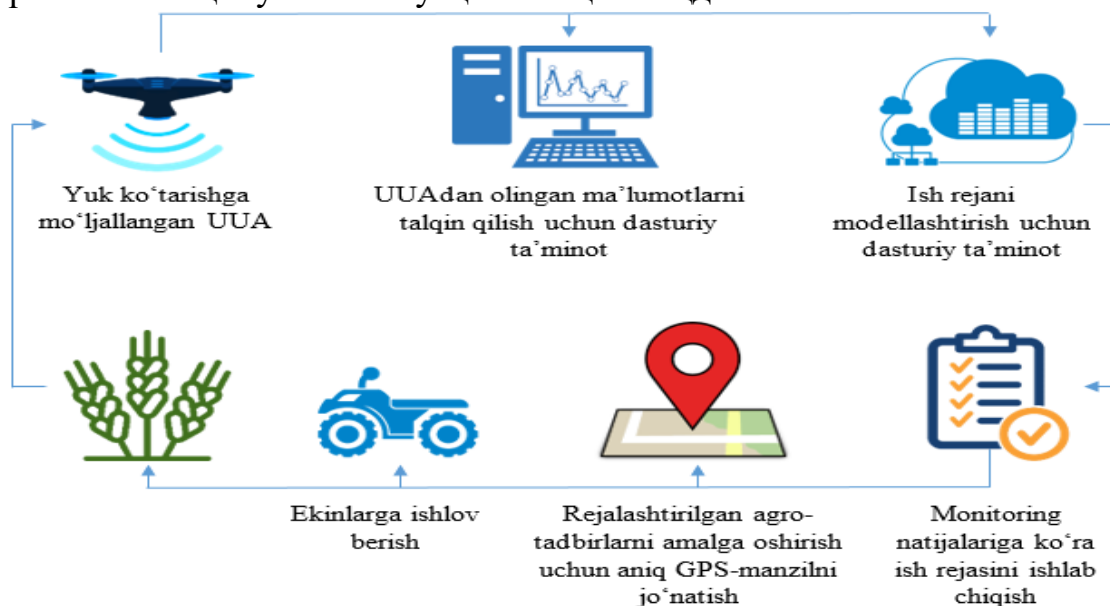 Yuk ko‘tarishga
mo‘ljallangan UUA
UUAdan olingan ma’lumotlarni
talqin qilish uchun dasturiy
ta’minot
Ish rejani
modellashtirish uchun
dasturiy ta’minot
Ekinlarga ishlov
berish
Rejalashtirilgan agro-
tadbirlarni amalga oshirish
uchun aniq GPS-manzilni
jo‘natish
Monitoring
natijalariga ko‘ra
ish rejasini ishlab
chiqish